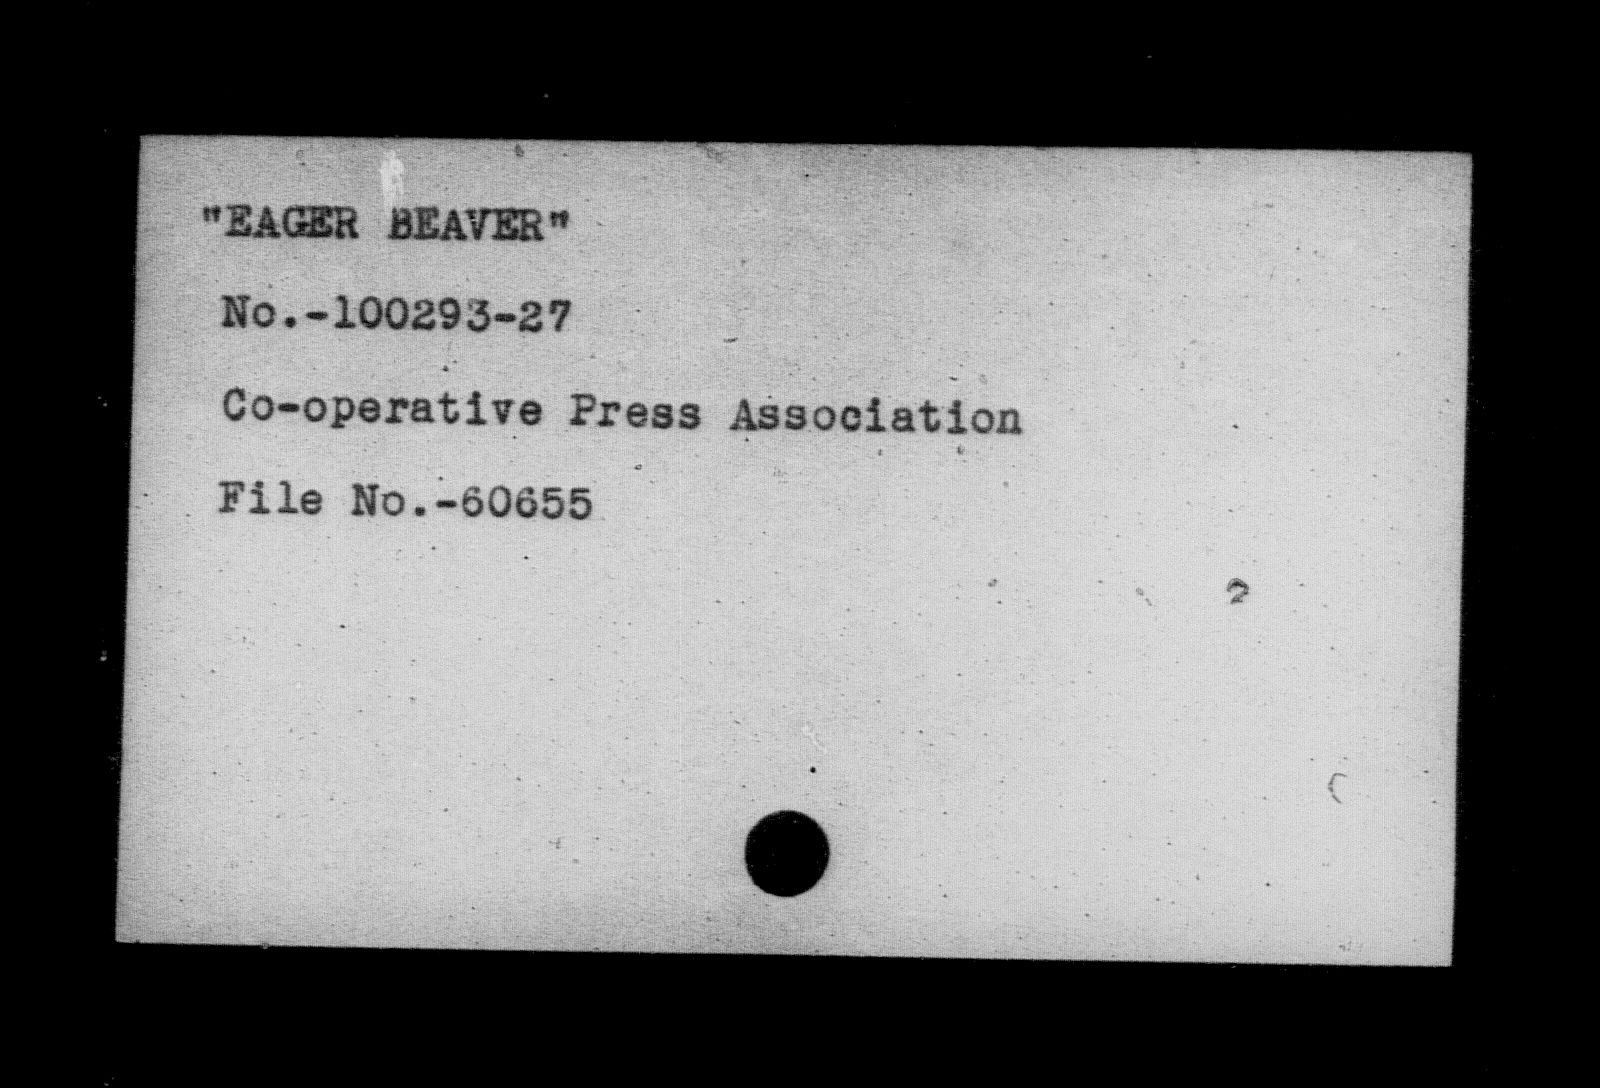 "EAGER BEAVER"
No.-100293-27
Co-operative Press Association
File No.-60655